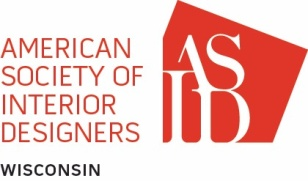 AMERICAN
SOCIETY OF
INTERIOR
DESIGNERS
WISCONSIN
AS
ID